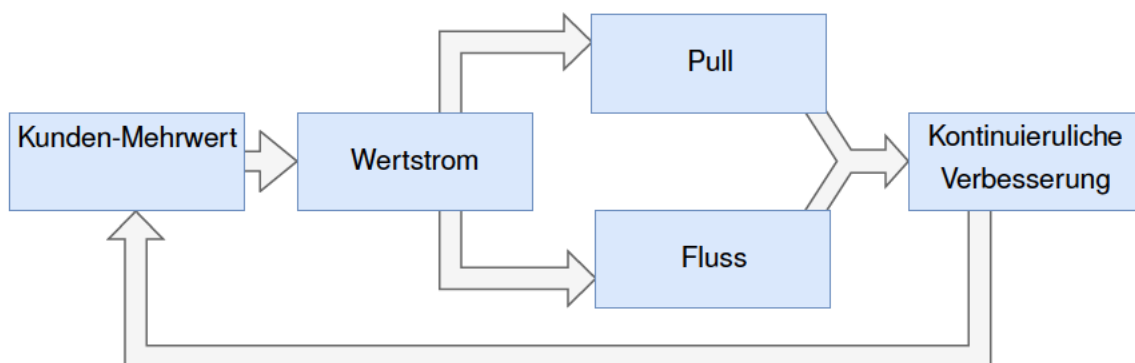 Kunden-Mehrwert
Wertstrom
Pull
Fluss
Kontinuieruliche
Verbesserung